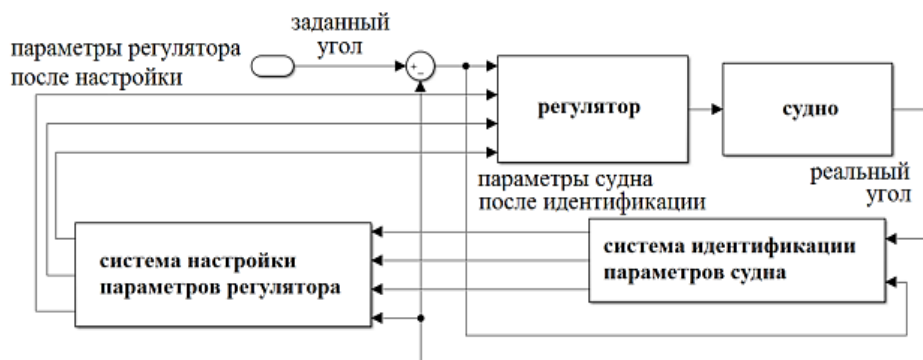 заданный
угол
параметры регулятора
после настройки
+
−
регулятор
судно
реальный
угол
параметры судна
после идентификации
система настройки
параметров регулятора
система идентификации
параметров судна